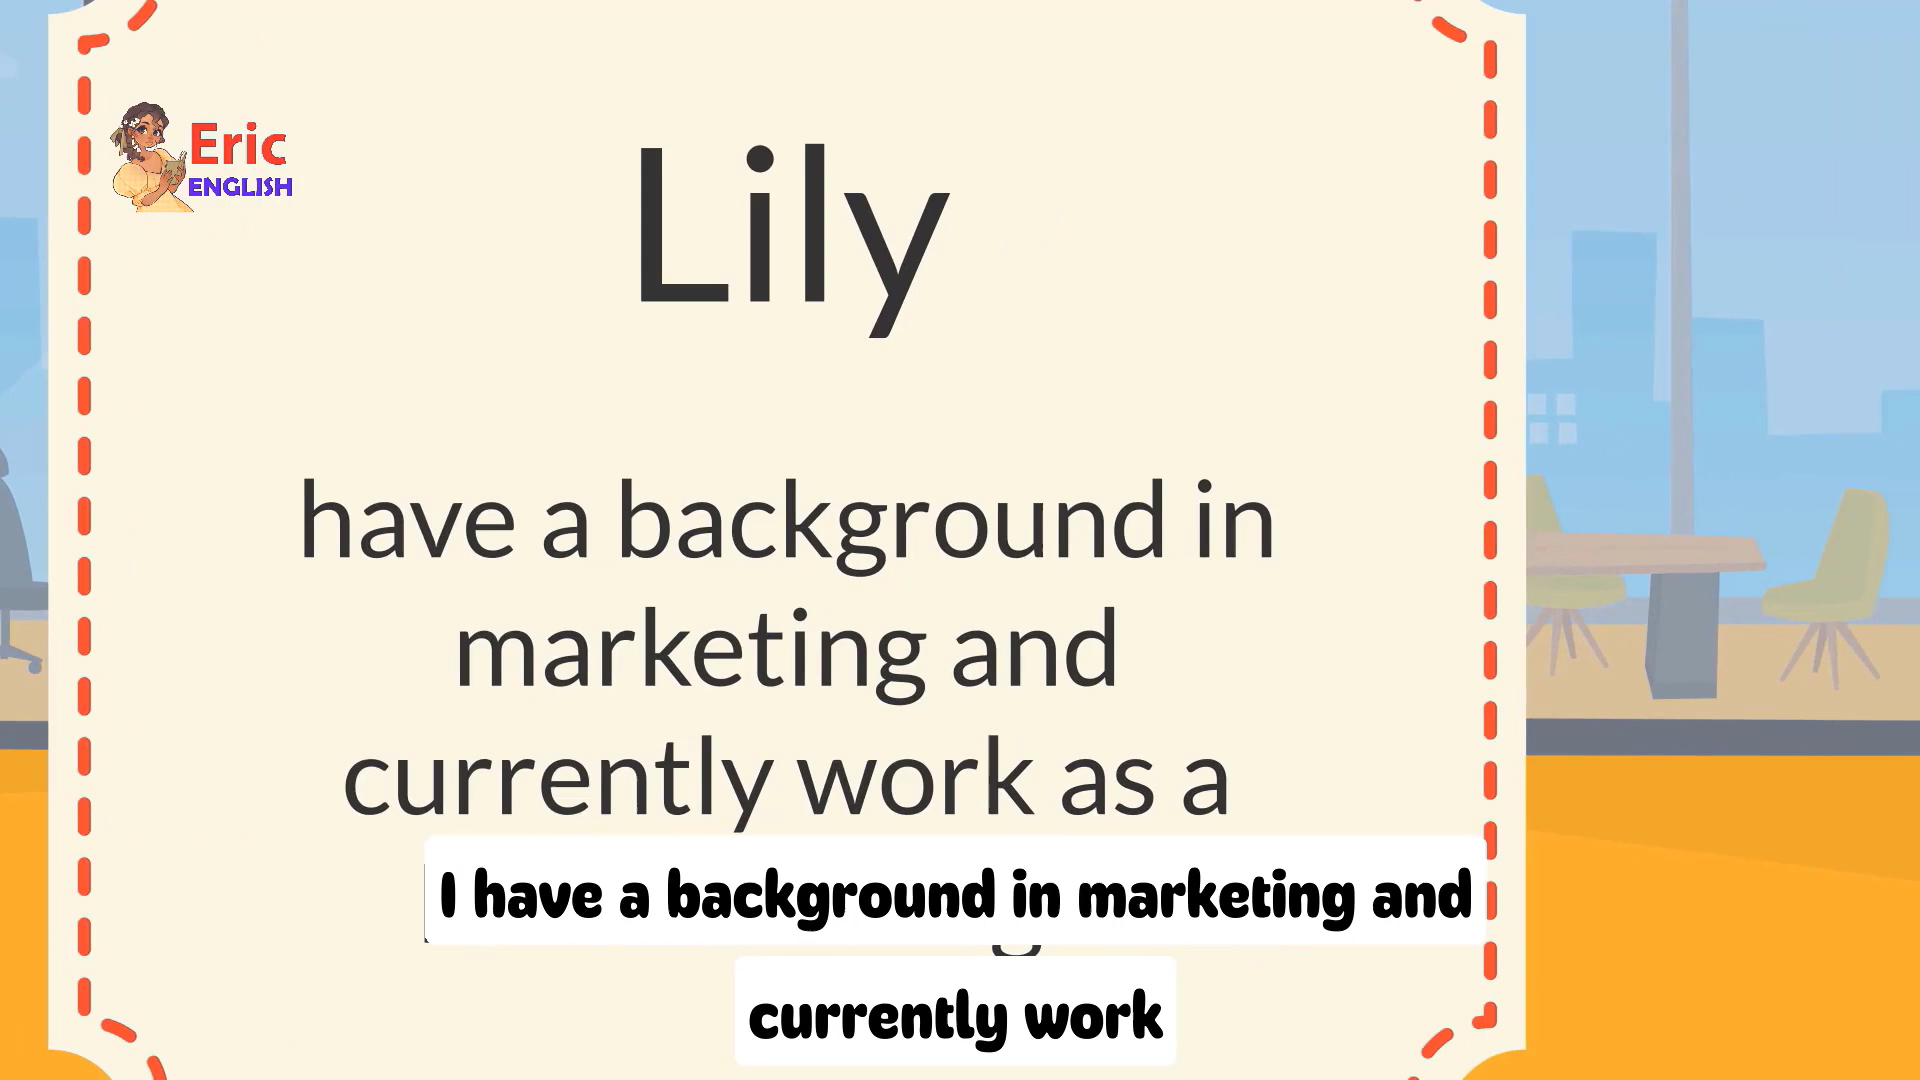 Eric
ENGLISH
Lily
have a background in
marketing and
currently work as a
I have a background in marketing and
currently work